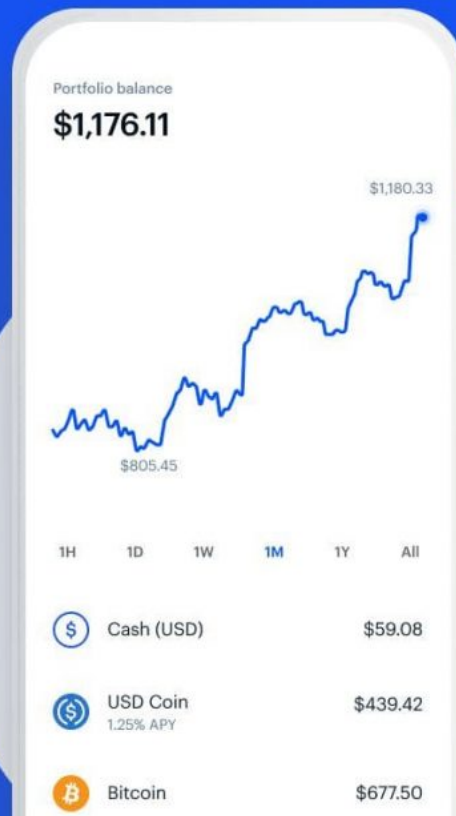 Portfolio balance
$1,176.11
$1,180.33
$805.45
1H 1D 1W 1M 1Y All
Cash (USD) $59.08
USD Coin $439.42
1.25% APY
Bitcoin $677.50